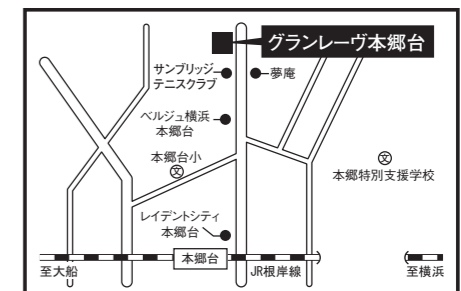 グランレーヴ本郷台
サンブリッジ
テニスクラブ
夢庵
ベルジュ横浜
本郷台
本郷台小
文
文
本郷特別支援学校
レイデントシティ
本郷台
本郷台
至大船
JR根岸線
至横浜